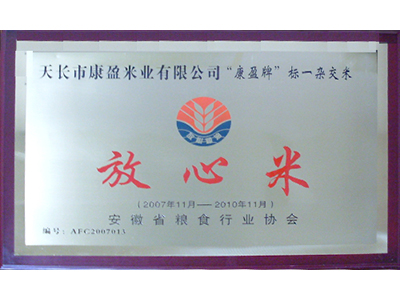 天长市康盈米业有限公司“康盈牌”标一杂交米
放心米
（2007年11月——2010年11月）
安徽省粮食行业协会
编号：AFC2007013